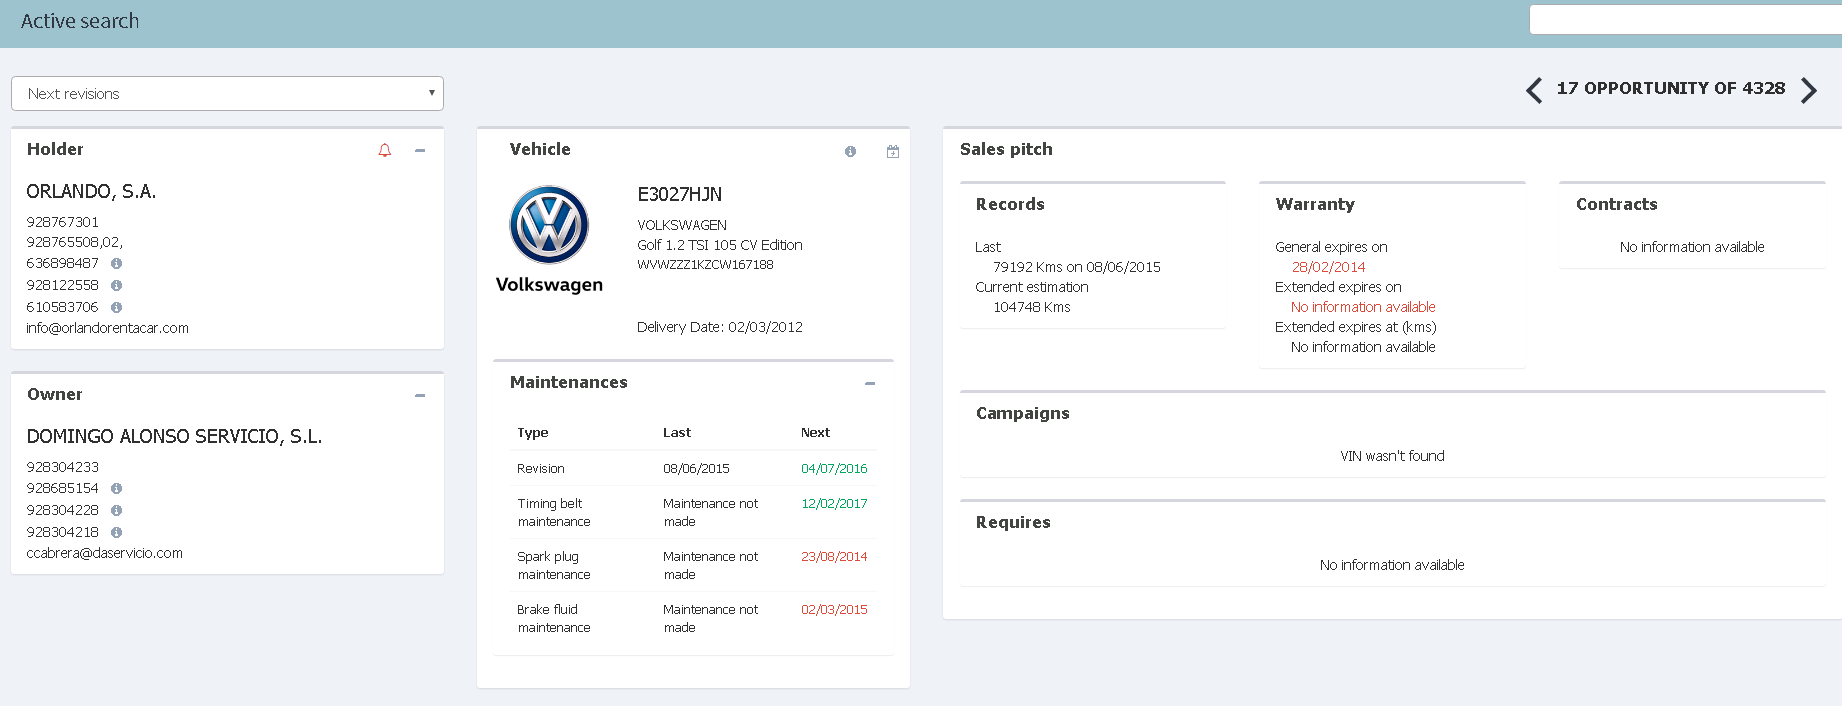 Active search
Next revisions
17 OPPORTUNITY OF 4328
Holder
ORLANDO, S.A.
928767301
928765508,02,
636898487
928122558
610583706
info@orlandorentacar.com
Owner
DOMINGO ALONSO SERVICIO, S.L.
928304233
928685154
928304228
928304218
ccabrera@daservicio.com
Vehicle
Volkswagen
E3027HJN
VOLKSWAGEN
Golf 1.2 TSI 105 CV Edition
WVWZZZ1KZCW167188
Delivery Date: 02/03/2012
Maintenances
Type Last Next
Revision 08/06/2015 04/07/2016
Timing belt maintenance Maintenance not made 12/02/2017
Spark plug maintenance Maintenance not made 23/08/2014
Brake fluid maintenance Maintenance not made 02/03/2015
Sales pitch
Records
Last
79192 Kms on 08/06/2015
Current estimation
104748 Kms
Warranty
General expires on
28/02/2014
Extended expires on
No information available
Extended expires at (kms)
No information available
Contracts
No information available
Campaigns
VIN wasn't found
Requires
No information available